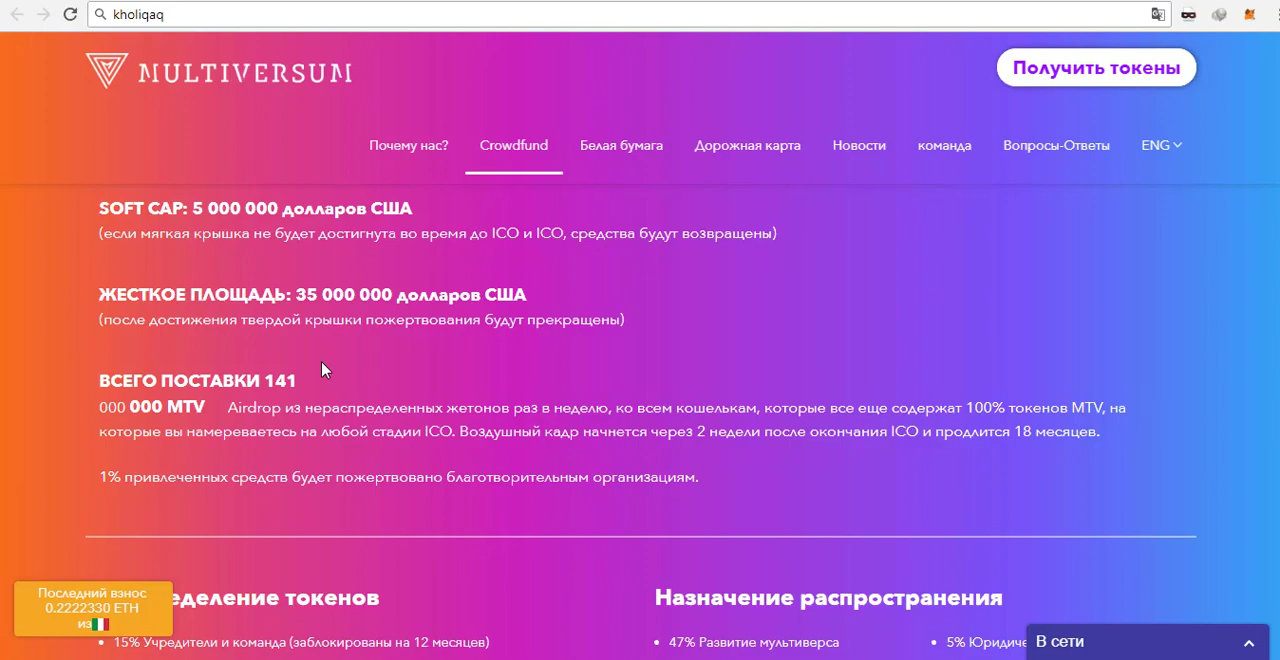 kholiqaq
MULTIVERSUM
Получить токены
Почему нас? Crowdfund Белая бумага Дорожная карта Новости команда Вопросы-Ответы ENG
SOFT CAP: 5 000 000 долларов США
(если мягкая крышка не будет достигнута во время до ICO и ICO, средства будут возвращены)
ЖЕСТКОЕ ПЛОЩАДЬ: 35 000 000 долларов США
(после достижения твердой крышки пожертвования будут прекращены)
ВСЕГО ПОСТАВКИ 141
000 000 MTV Airdrop из нераспределенных жетонов раз в неделю, ко всем кошелькам, которые все еще содержат 100% токенов MTV, на
которые вы намереваетесь на любой стадии ICO. Воздушный кадр начнется через 2 недели после окончания ICO и продлится 18 месяцев.
1% привлеченных средств будет пожертвовано благотворительным организациям.
Последний взнос
0.2222330 ETH
из
еделение токенов Назначение распространения
• 15% Учредители и команда (заблокированы на 12 месяцев) • 47% Развитие мультиверса • 5% Юридиче
В сети